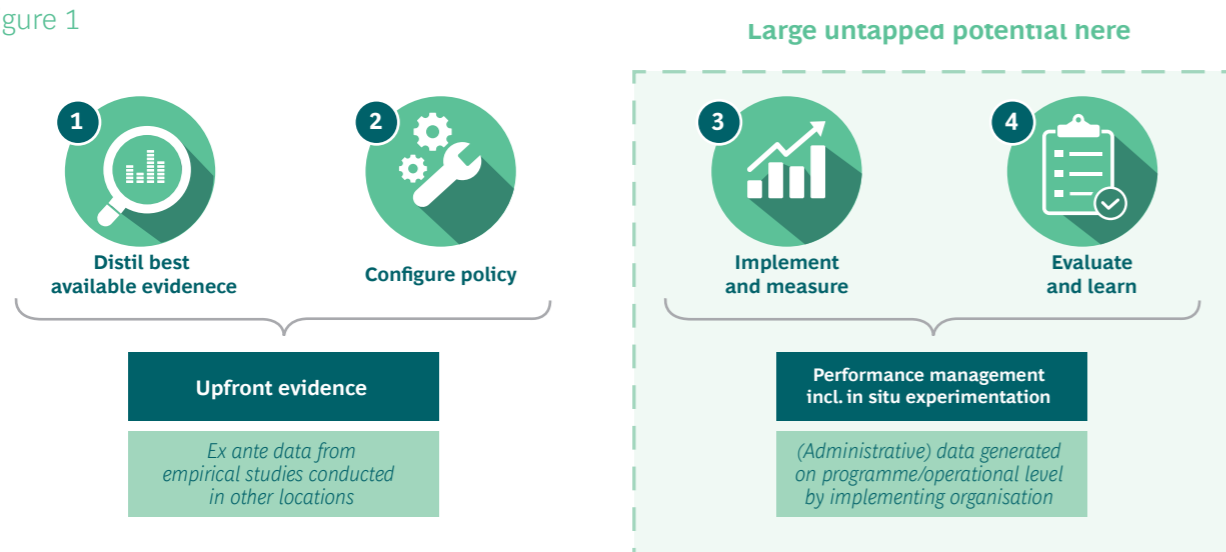 gure 1
Large untapped potential here
1
2
3
4
Distil best
available evidenece
Configure policy
Implement
and measure
Evaluate
and learn
Upfront evidence
Performance management
incl. in situ experimentation
Ex ante data from
empirical studies conducted
in other locations
(Administrative) data generated
on programme/operational level
by implementing organisation